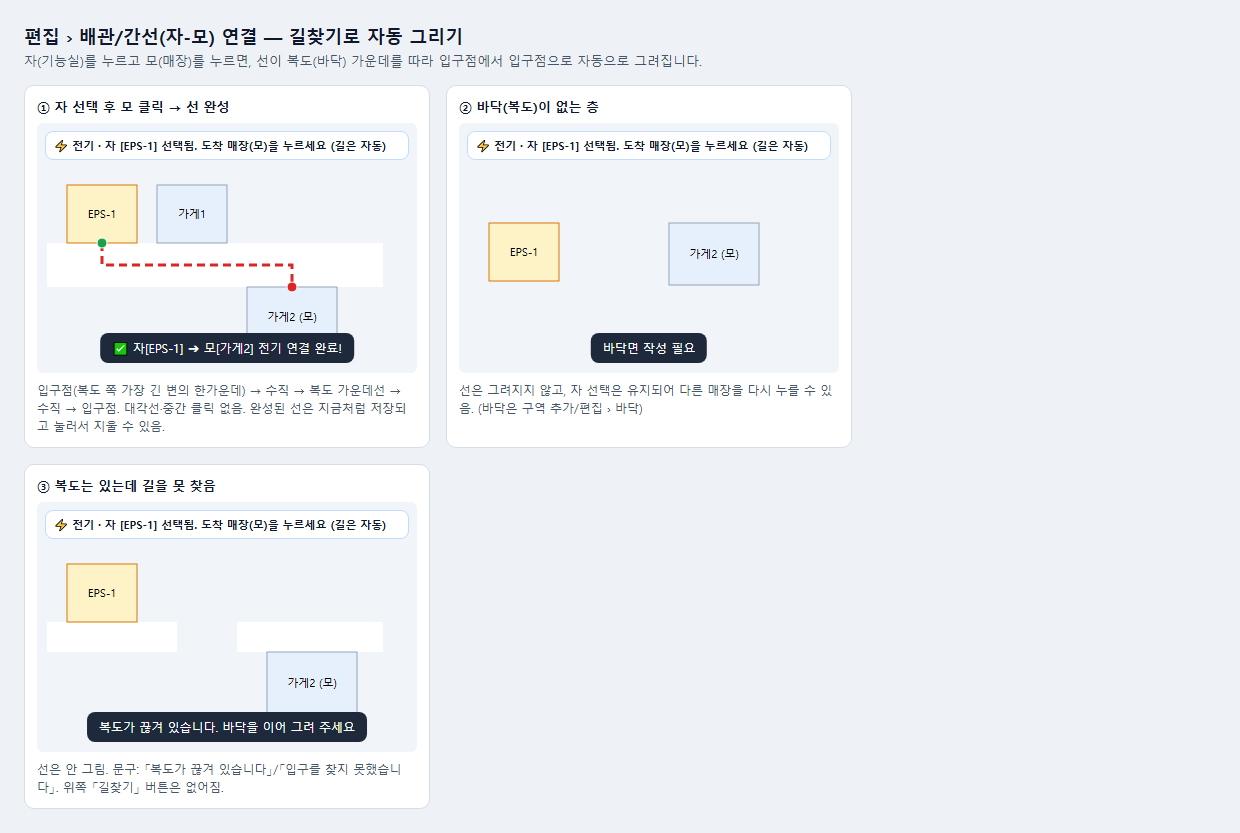 편집 › 배관/간선(자-모) 연결 — 길찾기로 자동 그리기
자(기능실)를 누르고 모(매장)를 누르면, 선이 복도(바닥) 가운데를 따라 입구점에서 입구점으로 자동으로 그려집니다.
① 자 선택 후 모 클릭 → 선 완성
⚡ 전기 · 자 [EPS-1] 선택됨. 도착 매장(모)을 누르세요 (길은 자동)
EPS-1
가게1
가게2 (모)
✅ 자[EPS-1] ➔ 모[가게2] 전기 연결 완료!
입구점(복도 쪽 가장 긴 변의 한가운데) → 수직 → 복도 가운데선 →
수직 → 입구점. 대각선·중간 클릭 없음. 완성된 선은 지금처럼 저장되
고 눌러서 지울 수 있음.
② 바닥(복도)이 없는 층
⚡ 전기 · 자 [EPS-1] 선택됨. 도착 매장(모)을 누르세요 (길은 자동)
EPS-1
가게2 (모)
바닥면 작성 필요
선은 그려지지 않고, 자 선택은 유지되어 다른 매장을 다시 누를 수 있
음. (바닥은 구역 추가/편집 › 바닥)
③ 복도는 있는데 길을 못 찾음
⚡ 전기 · 자 [EPS-1] 선택됨. 도착 매장(모)을 누르세요 (길은 자동)
EPS-1
가게2 (모)
복도가 끊겨 있습니다. 바닥을 이어 그려 주세요
선은 안 그림. 문구: 「복도가 끊겨 있습니다」/「입구를 찾지 못했습니
다」. 위쪽 「길찾기」 버튼은 없어짐.